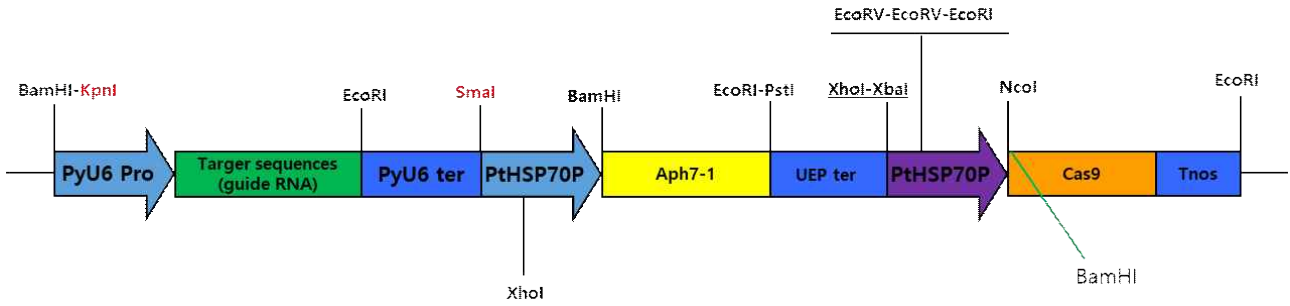 EcoRV-EcoRV-EcoRI
BamHI-KpnI
EcoRI
SmaI
BamHI
EcoRI-PstI
XhoI-XbaI
NcoI
EcoRI
PyU6 Pro
Targer sequences
(guide RNA)
PyU6 ter
PtHSP70P
Aph7-1
UEP ter
PtHSP70P
Cas9
Tnos
XhoI
BamHI